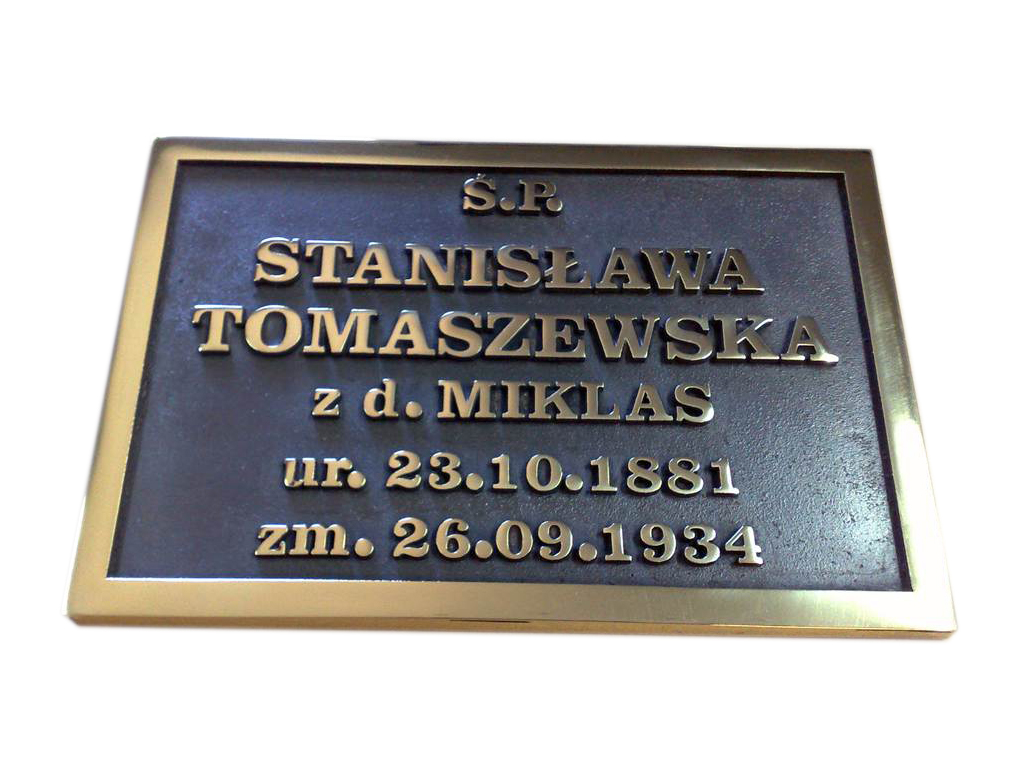 Ś.P.
STANISŁAWA
TOMASZEWSKA
z d. MIKLAS
ur. 23.10.1881
zm. 26.09.1934